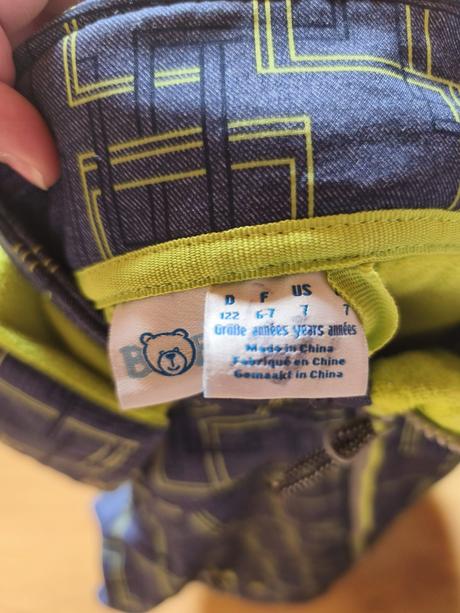 D F US
122 6-7 7 7
Größe années years années
Made in China
Fabriqué en Chine
Gemaakt in China
B